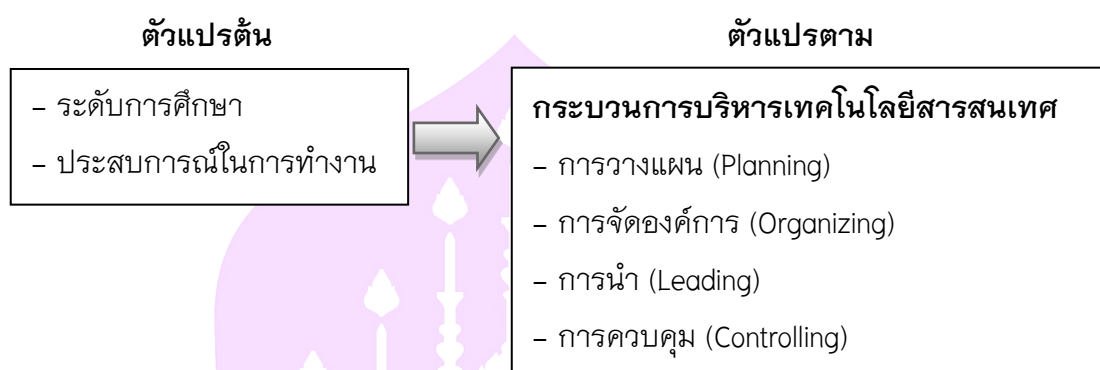 ตัวแปรต้น
– ระดับการศึกษา
– ประสบการณ์ในการทำงาน
ตัวแปรตาม
กระบวนการบริหารเทคโนโลยีสารสนเทศ
– การวางแผน (Planning)
– การจัดองค์การ (Organizing)
– การนำ (Leading)
– การควบคุม (Controlling)